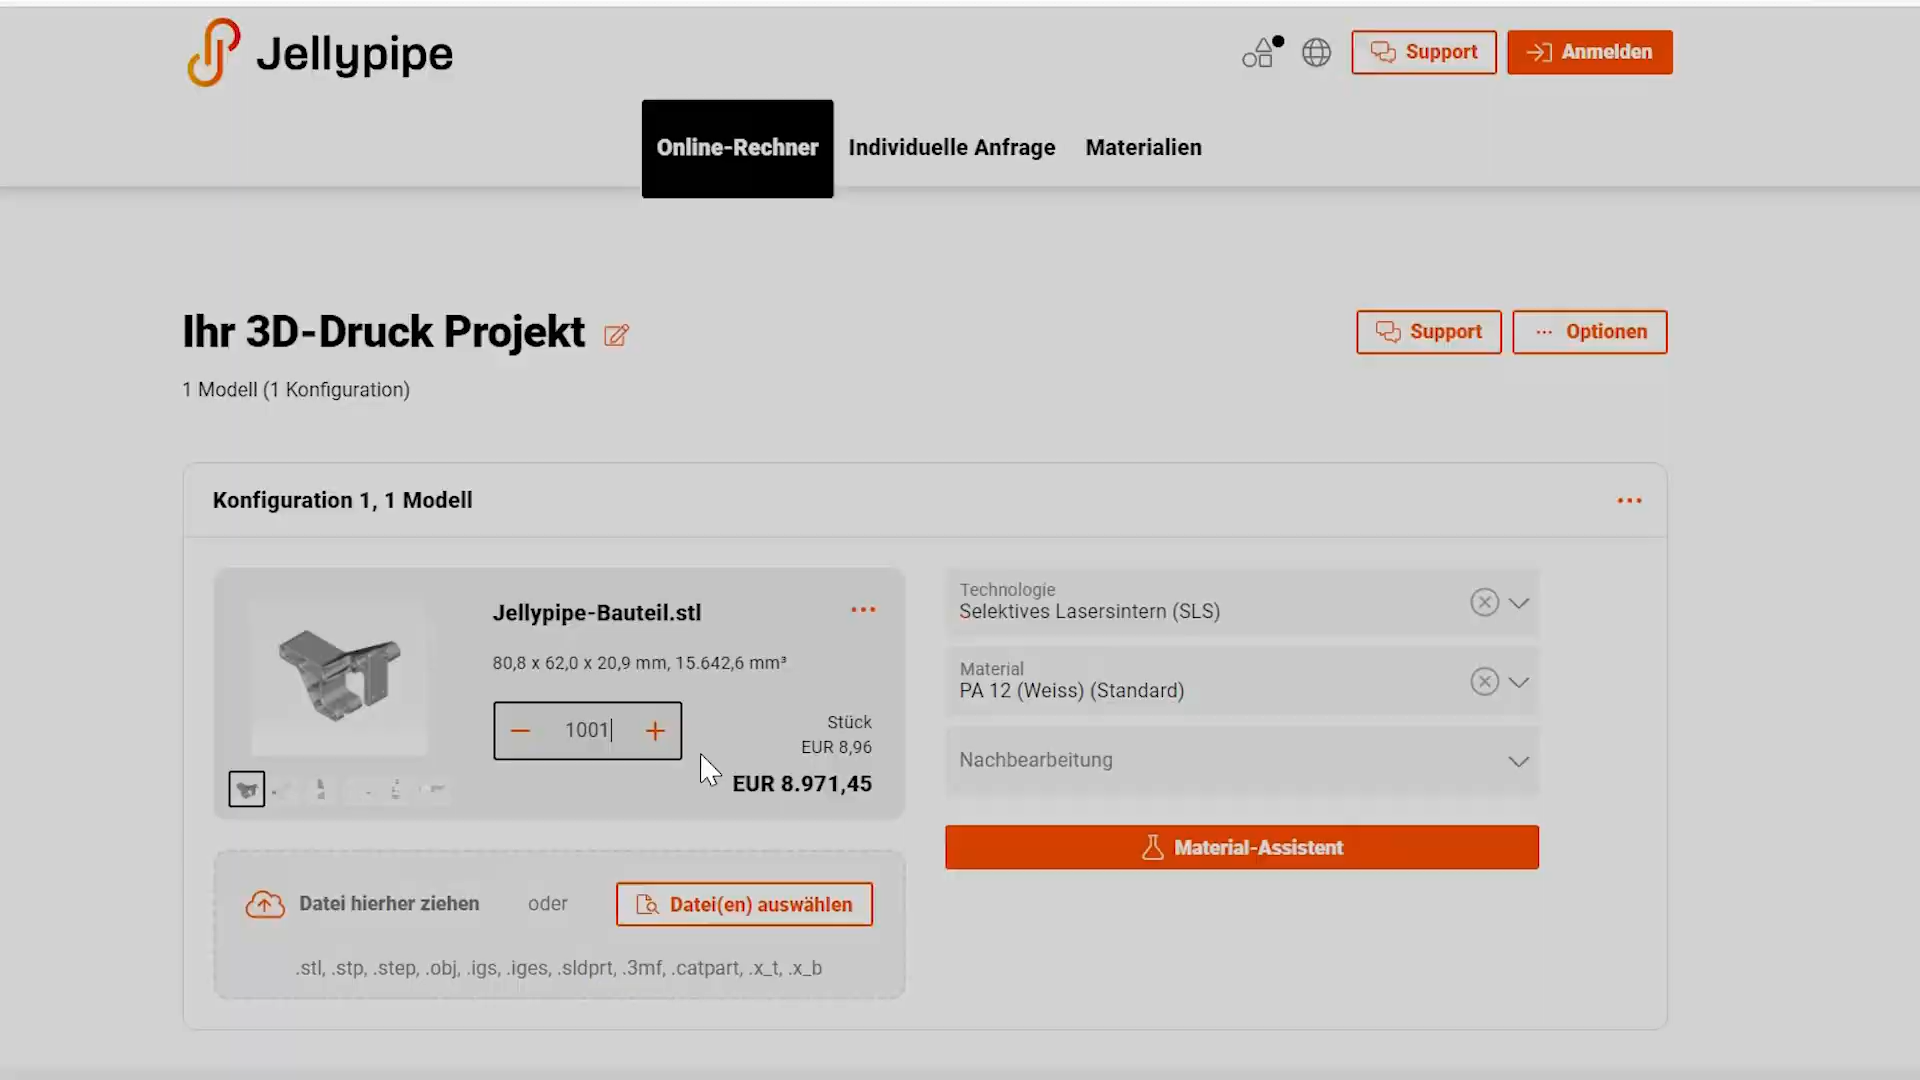 Jellypipe
Support
Anmelden
Online-Rechner
Individuelle Anfrage
Materialien
Ihr 3D-Druck Projekt
Support
Optionen
1 Modell (1 Konfiguration)
Konfiguration 1, 1 Modell
Jellypipe-Bauteil.stl
80,8 x 62,0 x 20,9 mm, 15.642,6 mm³
1001
Stück
EUR 8,96
EUR 8.971,45
Technologie
Selektives Lasersintern (SLS)
Material
PA 12 (Weiss) (Standard)
Nachbearbeitung
Material-Assistent
Datei hierher ziehen
oder
Datei(en) auswählen
.stl, .stp, .step, .obj, .igs, .iges, .sldprt, .3mf, .catpart, .x_t, .x_b